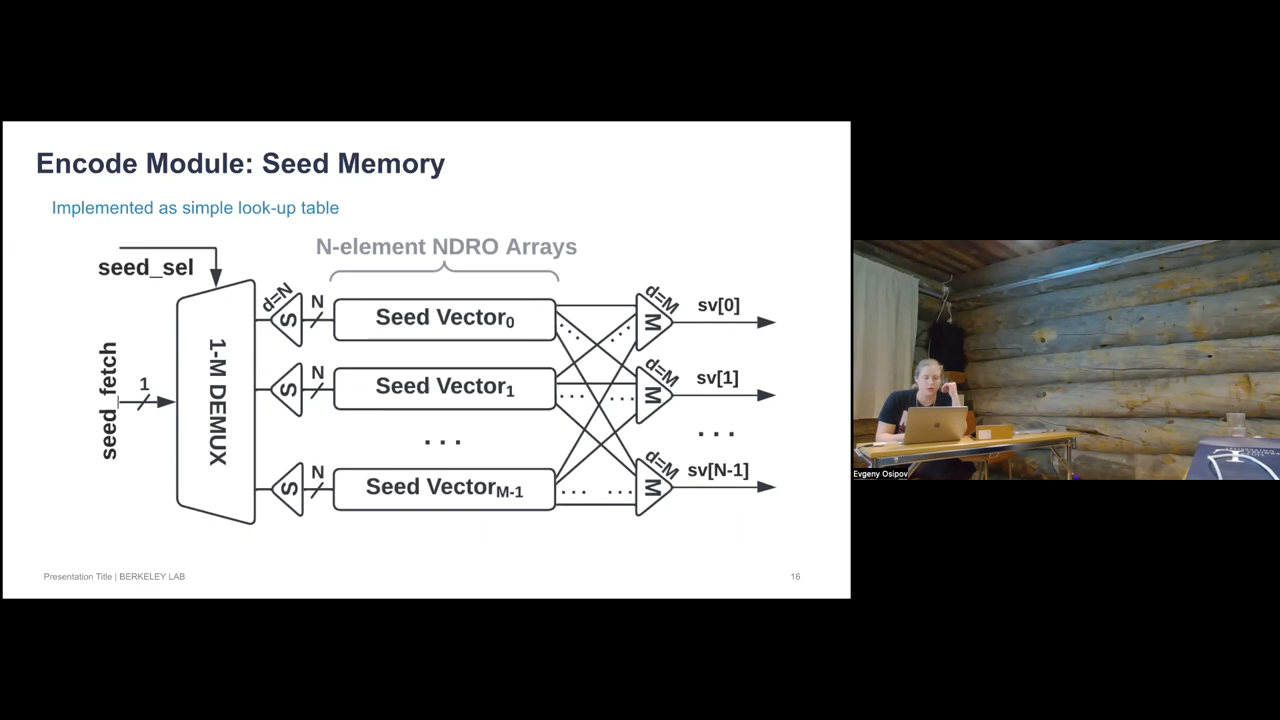 Encode Module: Seed Memory
Implemented as simple look-up table
N-element NDRO Arrays
seed_sel
seed_fetch
1
1-M DEMUX
d=N
S
N
Seed Vector0
d=M
M
sv[0]
S
N
Seed Vector1
. . .
. . .
d=M
M
sv[1]
. . .
. . .
S
N
Seed VectorM-1
. . .
. . .
d=M
M
sv[N-1]
Presentation Title | BERKELEY LAB
16
Evgeny Osipov